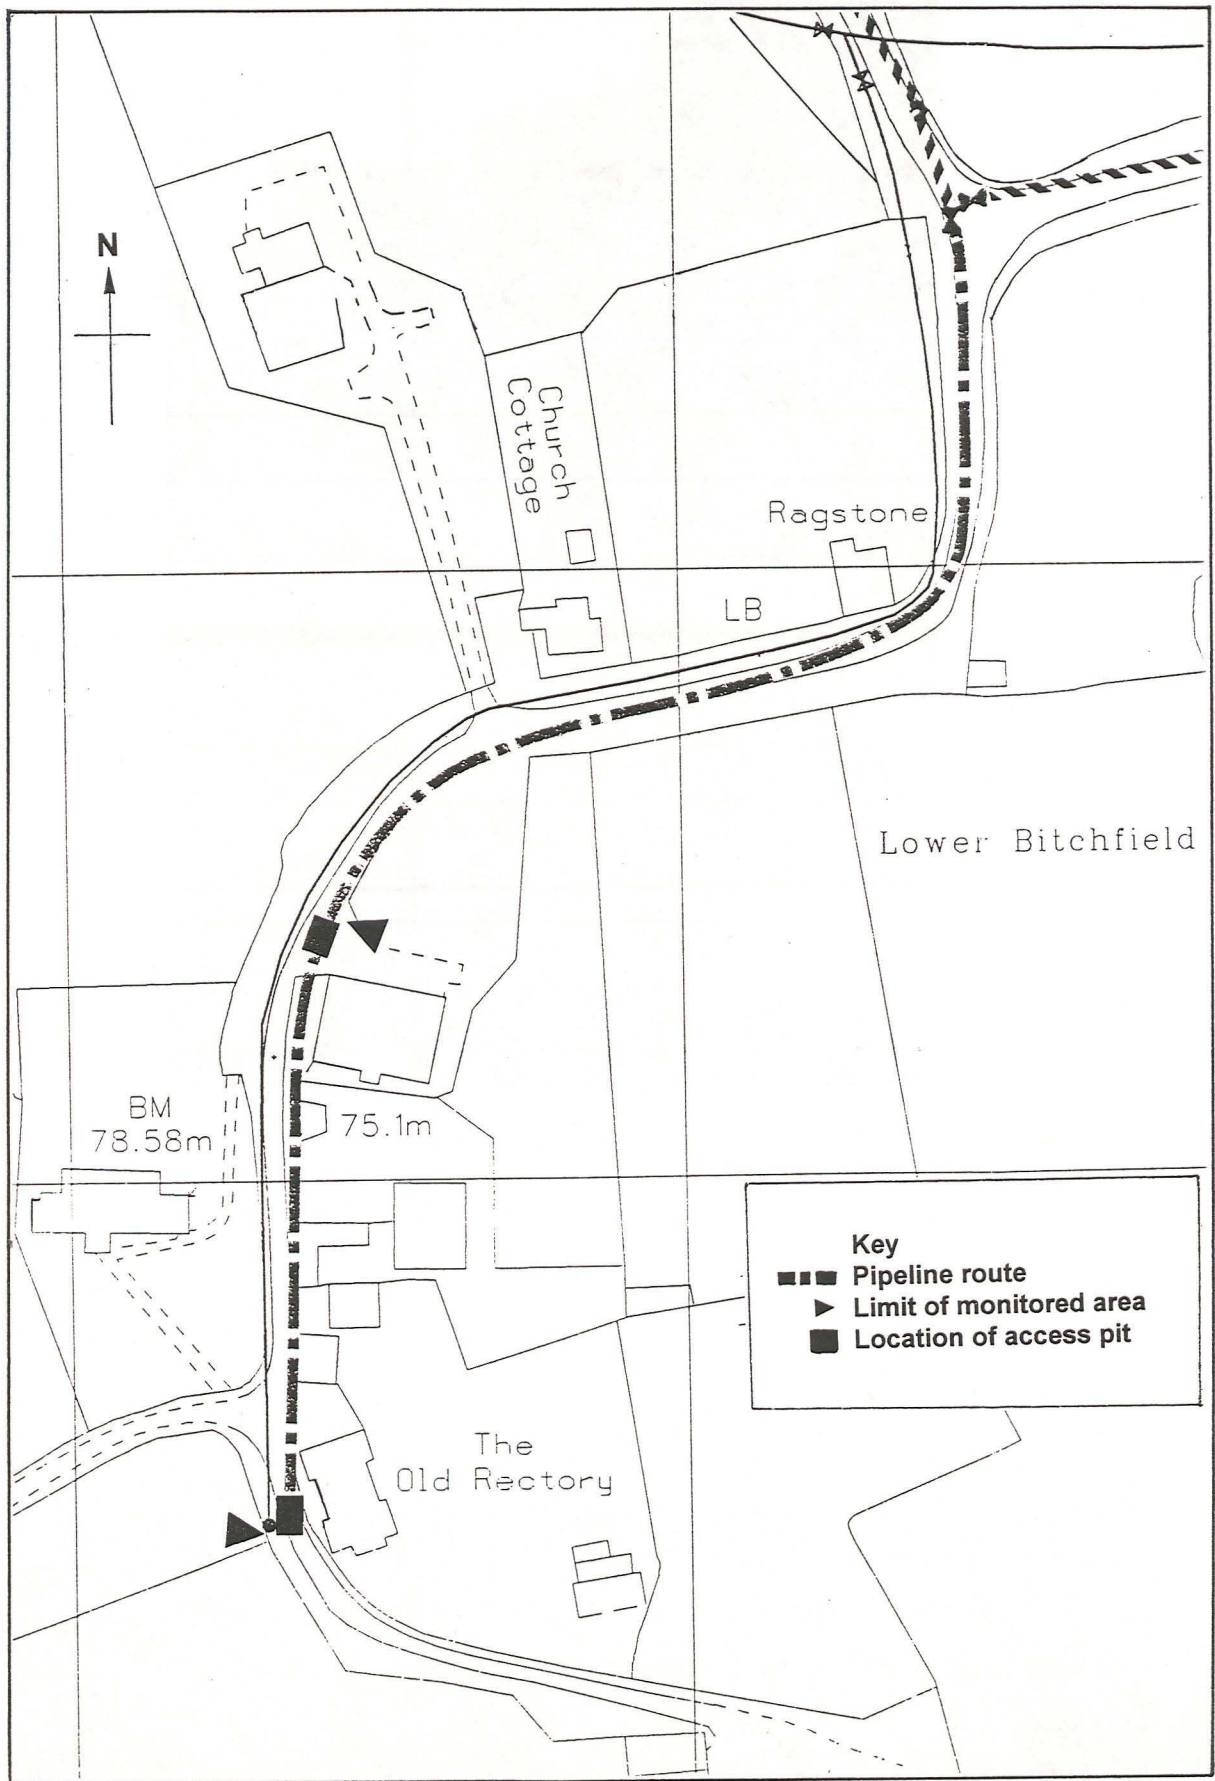 N
Church
Cottage
Ragstone
LB
Lower Bitchfield
BM
78.58m
75.1m
Key
Pipeline route
Limit of monitored area
Location of access pit
The
Old Rectory